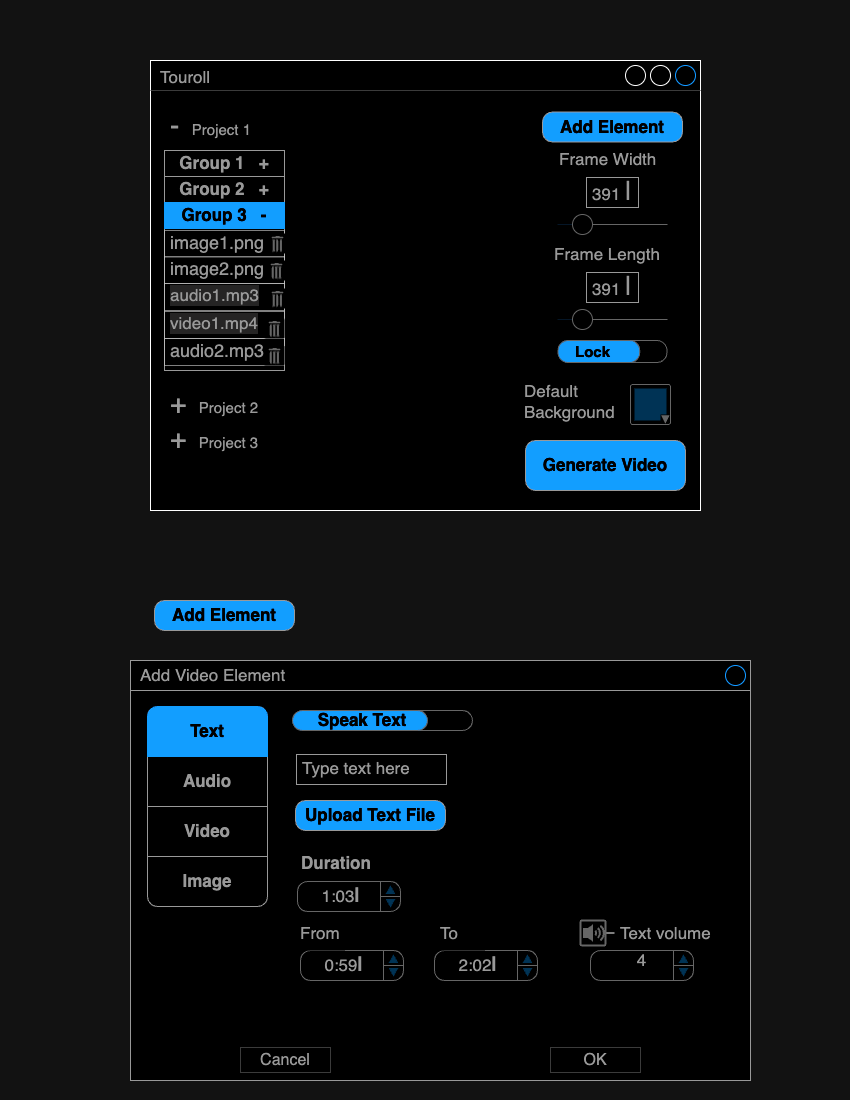 Touroll
- Project 1
Group 1 +
Group 2 +
Group 3 -
image1.png
image2.png
audio1.mp3
video1.mp4
audio2.mp3
+ Project 2
+ Project 3
Add Element
Frame Width
391
Frame Length
391
Lock
Default
Background
Generate Video
Add Element
Add Video Element
Text
Audio
Video
Image
Speak Text
Type text here
Upload Text File
Duration
1:03
From
0:59
To
2:02
Text volume
4
Cancel
OK